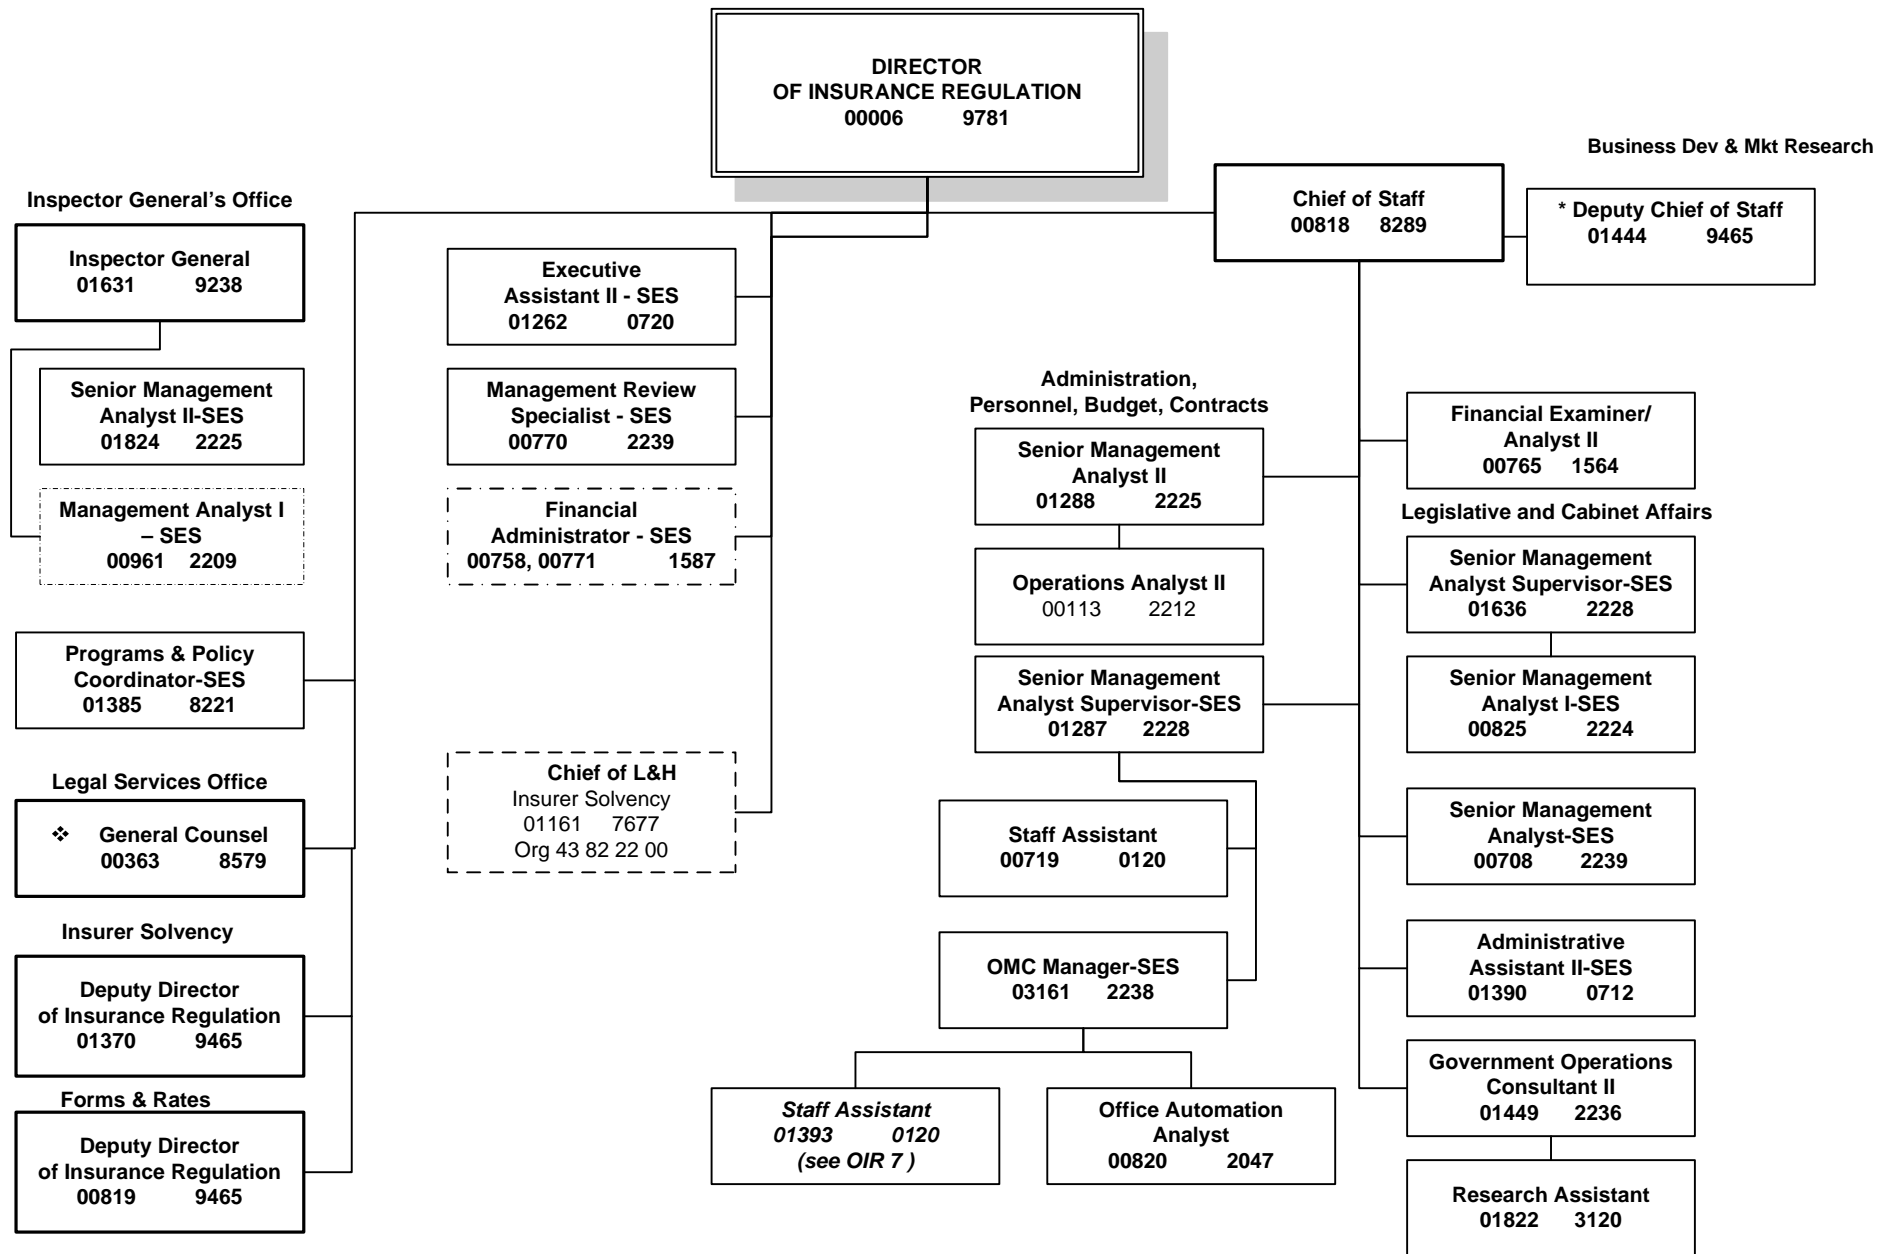 DIRECTOR
OF INSURANCE REGULATION
00006 9781
Business Dev & Mkt Research
Chief of Staff
00818 8289
* Deputy Chief of Staff
01444 9465
Inspector General's Office
Inspector General
01631 9238
Senior Management
Analyst II-SES
01824 2225
Management Analyst I
– SES
00961 2209
Programs & Policy
Coordinator-SES
01385 8221
Legal Services Office
❖ General Counsel
00363 8579
Insurer Solvency
Deputy Director
of Insurance Regulation
01370 9465
Forms & Rates
Deputy Director
of Insurance Regulation
00819 9465
Executive
Assistant II - SES
01262 0720
Management Review
Specialist - SES
00770 2239
Financial
Administrator - SES
00758, 00771 1587
Chief of L&H
Insurer Solvency
01161 7677
Org 43 82 22 00
Administration,
Personnel, Budget, Contracts
Senior Management
Analyst II
01288 2225
Operations Analyst II
00113 2212
Senior Management
Analyst Supervisor-SES
01287 2228
Staff Assistant
00719 0120
OMC Manager-SES
03161 2238
Staff Assistant
01393 0120
(see OIR 7 )
Office Automation
Analyst
00820 2047
Financial Examiner/
Analyst II
00765 1564
Legislative and Cabinet Affairs
Senior Management
Analyst Supervisor-SES
01636 2228
Senior Management
Analyst I-SES
00825 2224
Senior Management
Analyst-SES
00708 2239
Administrative
Assistant II-SES
01390 0712
Government Operations
Consultant II
01449 2236
Research Assistant
01822 3120